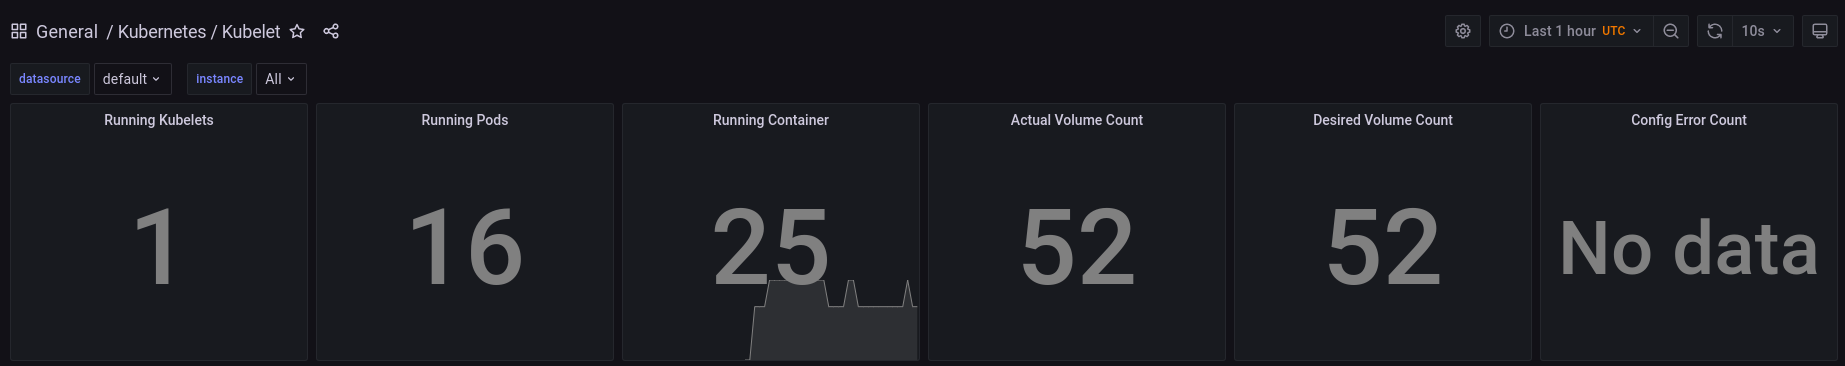 General / Kubernetes / Kubelet
Last 1 hour UTC
10s
datasource default instance All
Running Kubelets
1
Running Pods
16
Running Container
25
Actual Volume Count
52
Desired Volume Count
52
Config Error Count
No data